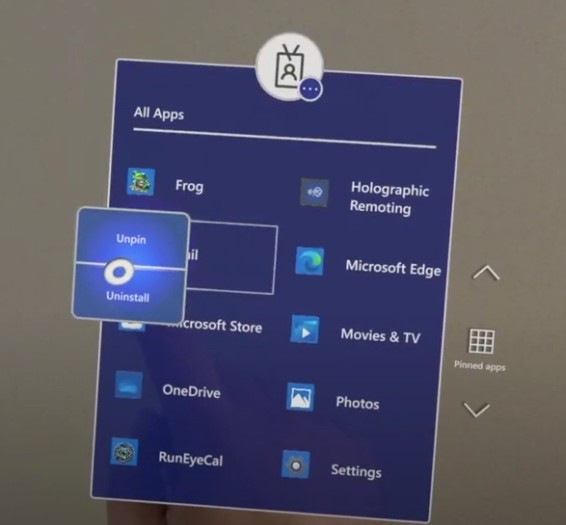 All Apps
Frog
Holographic
Remoting
Unpin
Uninstall
Microsoft Edge
Microsoft Store
Movies & TV
Pinned apps
OneDrive
Photos
RunEyeCal
Settings